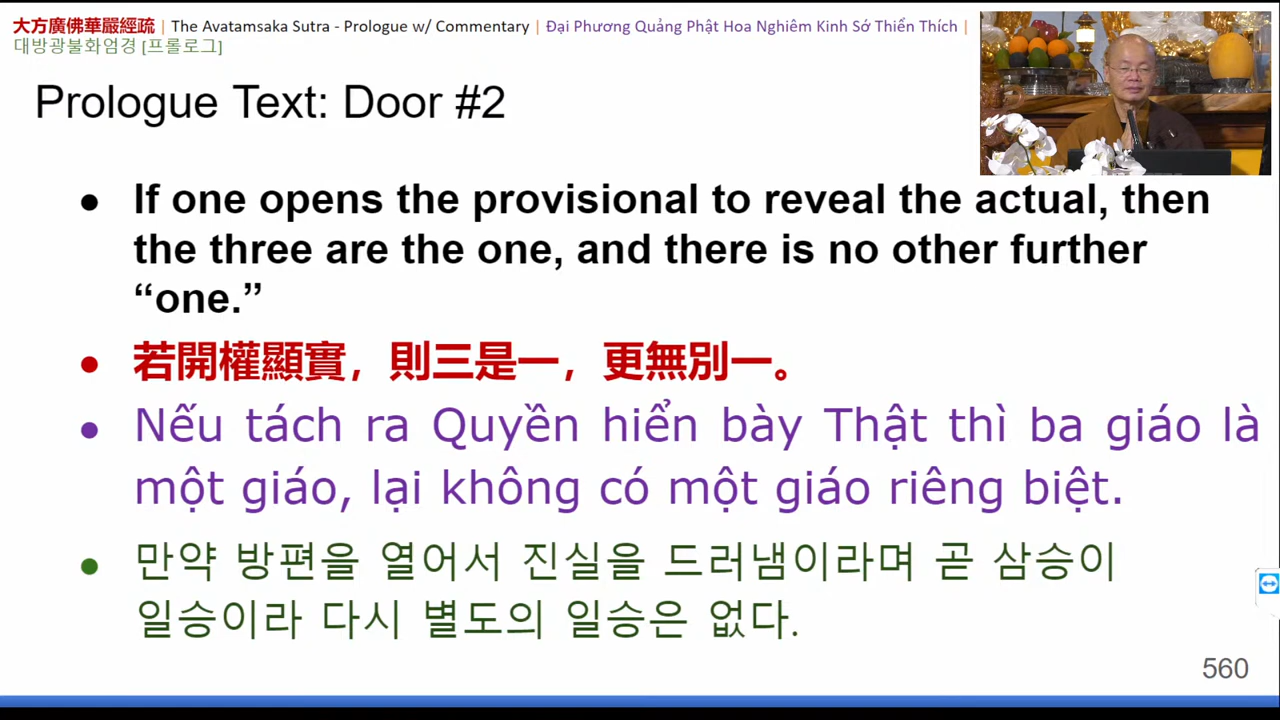 大方廣佛華嚴經疏 | The Avatamsaka Sutra - Prologue w/ Commentary | Đại Phương Quảng Phật Hoa Nghiêm Kinh Sớ Thiển Thích |
대방광불화엄경 [프롤로그]
Prologue Text: Door #2
● If one opens the provisional to reveal the actual, then
the three are the one, and there is no other further
“one.”
● 若開權顯實，則三是一，更無別一。
● Nếu tách ra Quyền hiển bày Thật thì ba giáo là
một giáo, lại không có một giáo riêng biệt.
● 만약 방편을 열어서 진실을 드러냄이라며 곧 삼승이
일승이라 다시 별도의 일승은 없다.
560